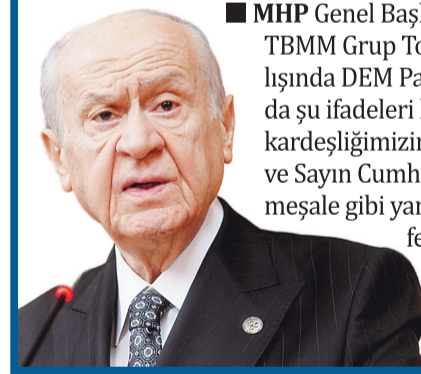 ■ MHP Genel Başk
TBMM Grup To
lışında DEM Pa
da şu ifadeleri
kardeşliğimizin
ve Sayın Cumh
meşale gibi yan
fe